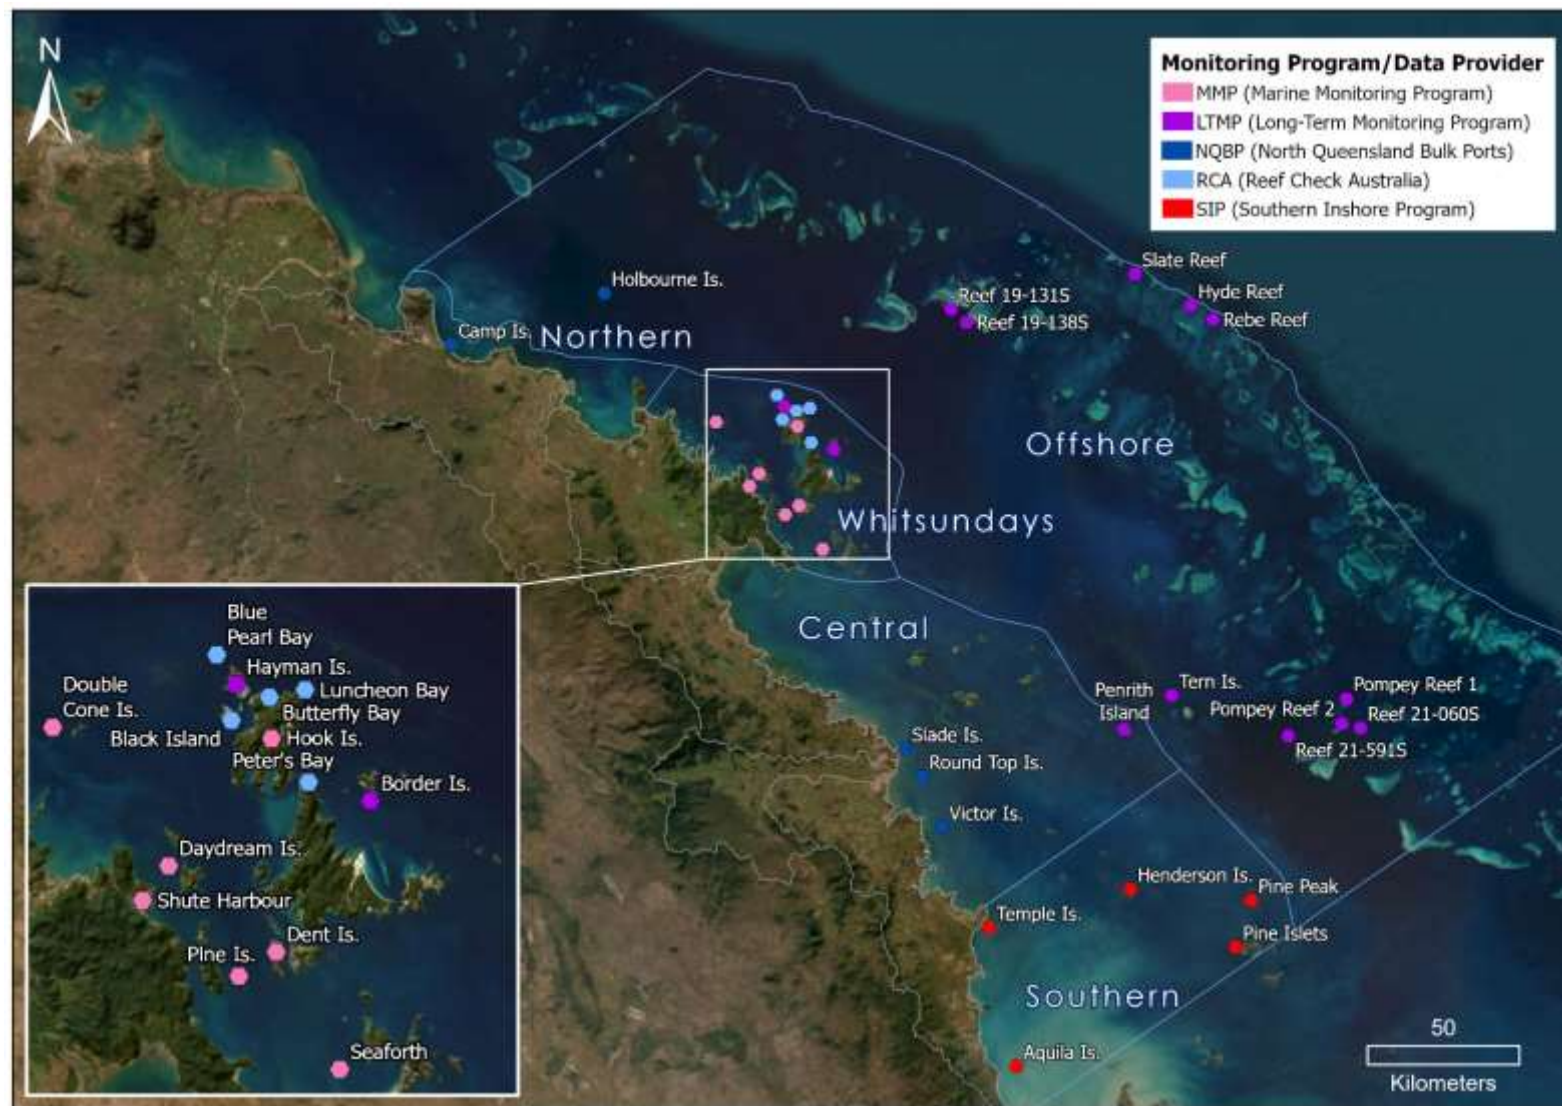 N
Monitoring Program/Data Provider
MMP (Marine Monitoring Program)
LTMP (Long-Term Monitoring Program)
NQBP (North Queensland Bulk Ports)
RCA (Reef Check Australia)
SIP (Southern Inshore Program)
Slate Reef
Hyde Reef
Rebe Reef
Holbourne Is.
Reef 19-131S
Reef 19-138S
Camp Is.
Northern
Offshore
Whitsundays
Central
Tern Is.
Pompey Reef 1
Penrith
Island
Pompey Reef 2
Reef 21-060S
Reef 21-591S
Slade Is.
Round Top Is.
Victor Is.
Henderson Is.
Pine Peak
Temple Is.
Pine Islets
Southern
Aquila Is.
50
Kilometers
Blue
Pearl Bay
Hayman Is.
Double
Cone Is.
Luncheon Bay
Butterfly Bay
Black Island
Hook Is.
Peter's Bay
Border Is.
Daydream Is.
Shute Harbour
Dent Is.
Pine Is.
Seaforth